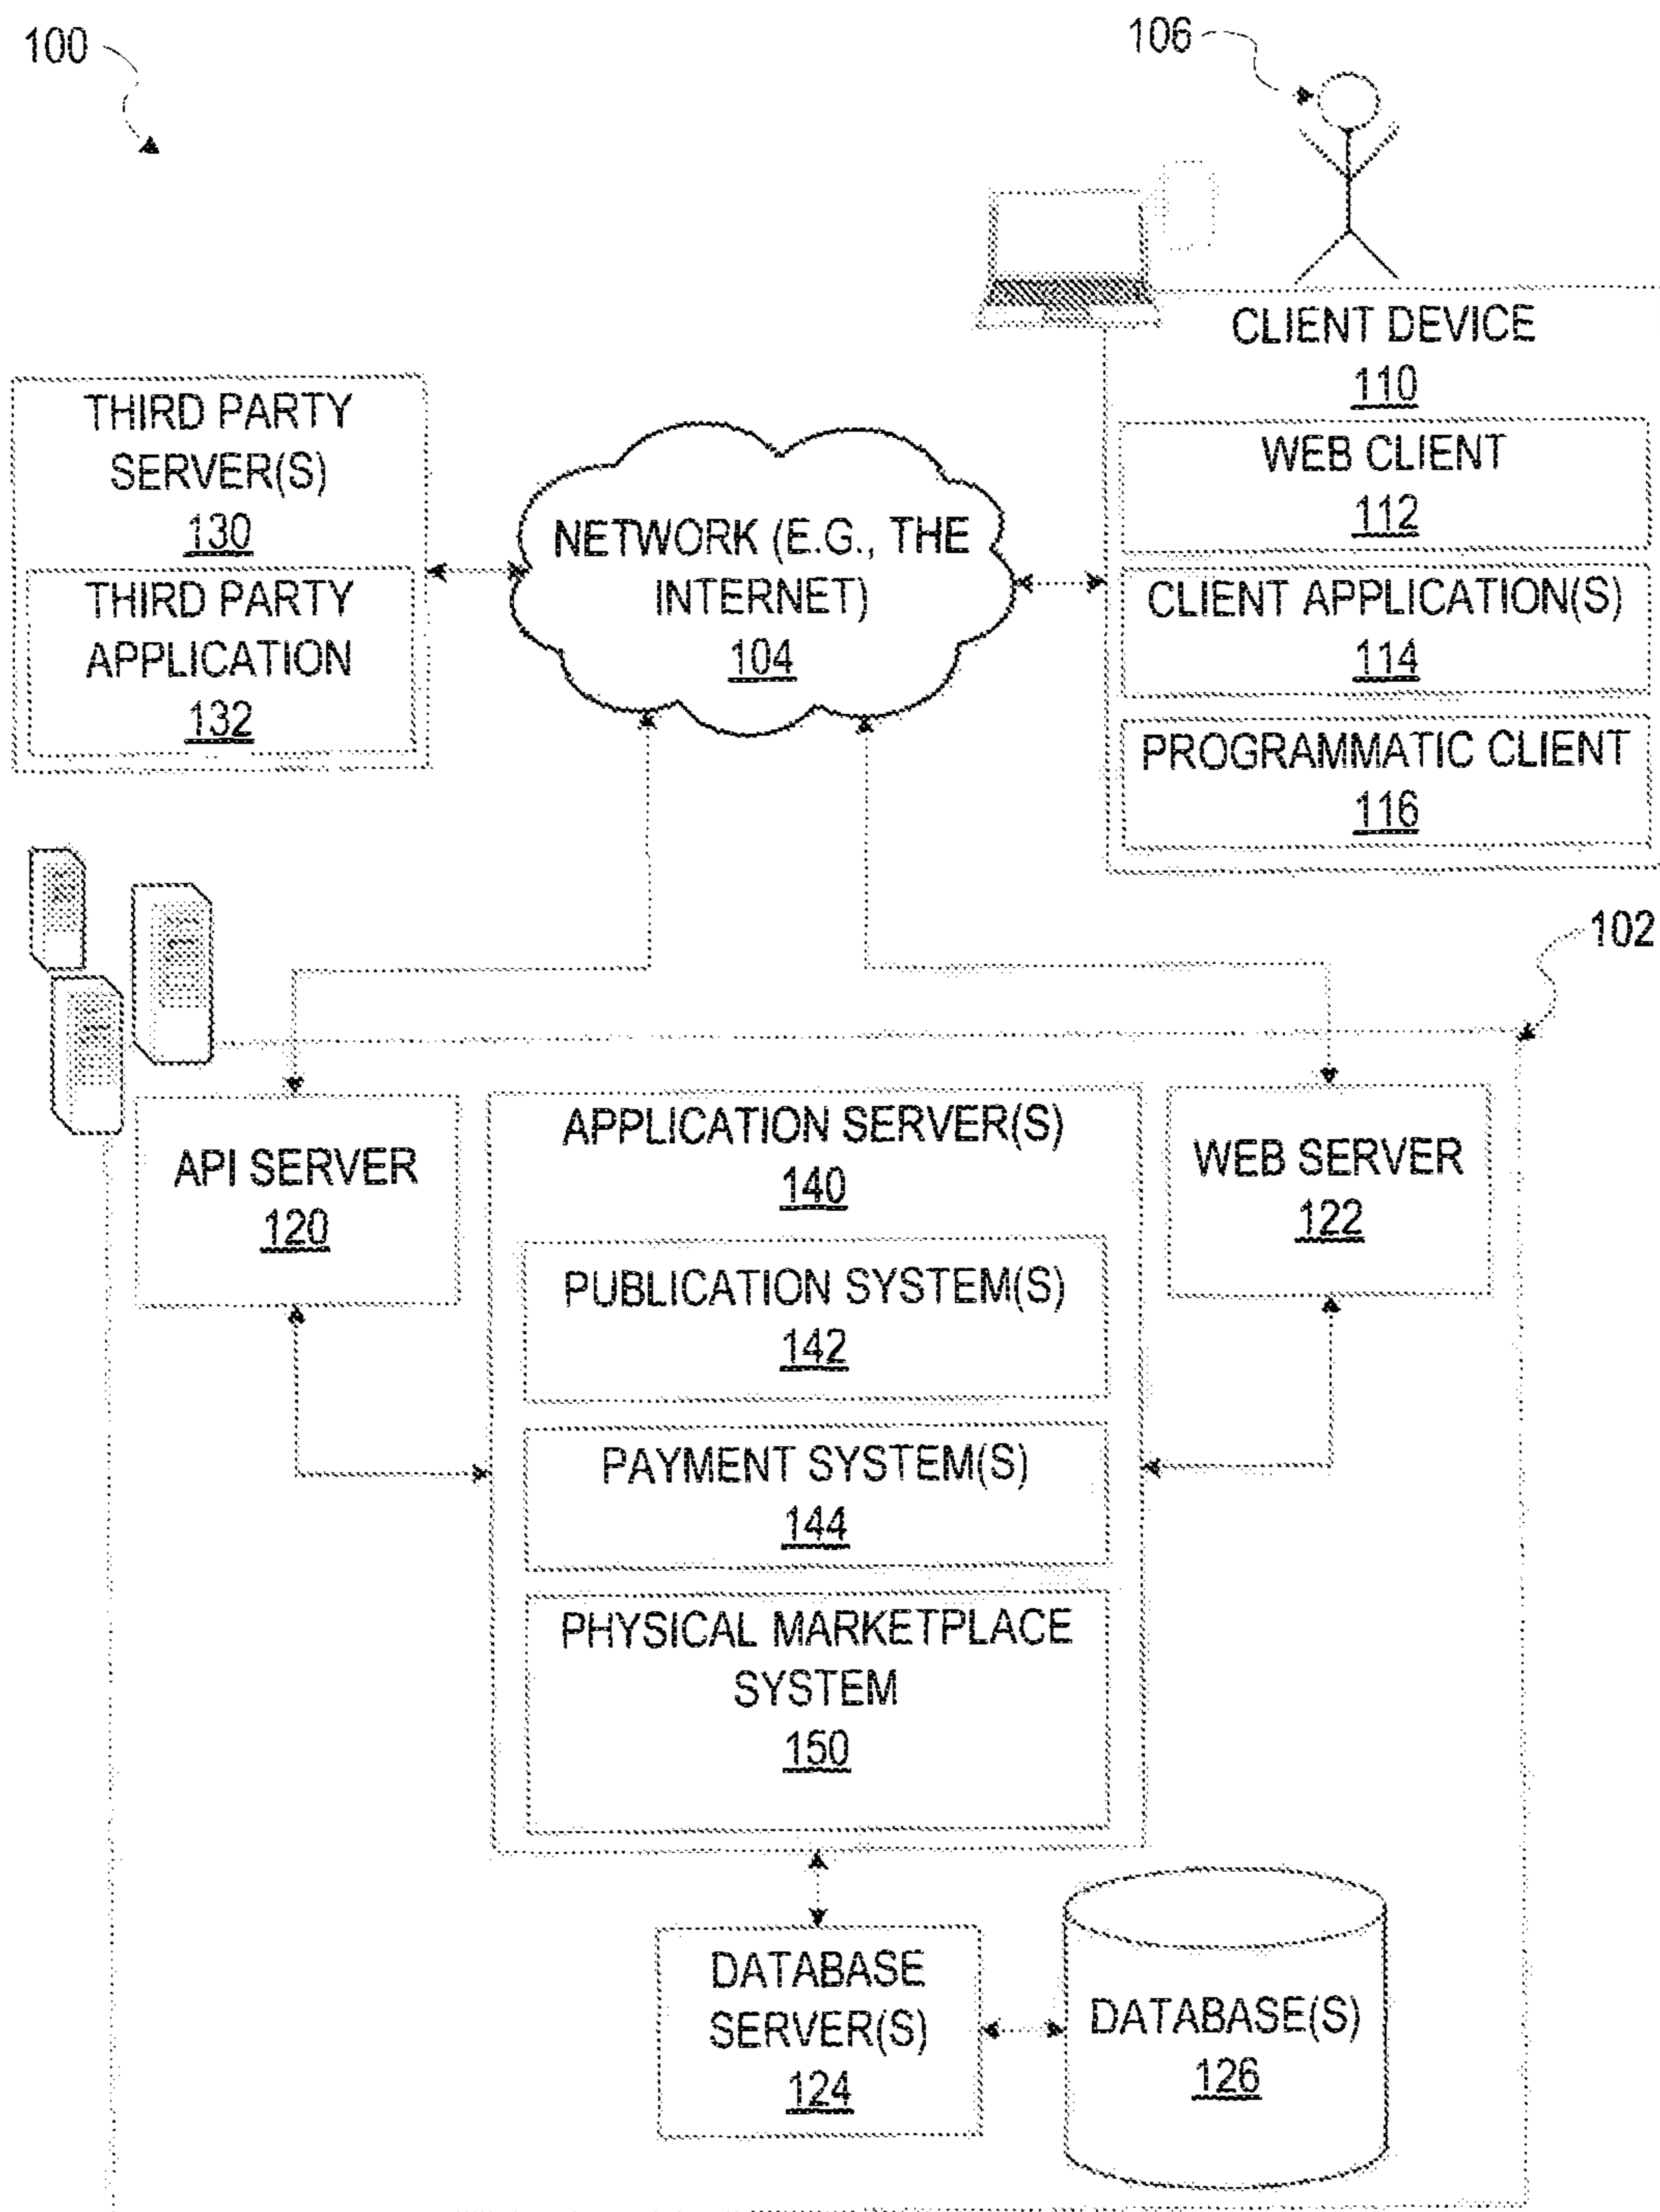 100
106
CLIENT DEVICE
110
WEB CLIENT
112
CLIENT APPLICATION(S)
114
PROGRAMMATIC CLIENT
116
THIRD PARTY
SERVER(S)
130
THIRD PARTY
APPLICATION
132
NETWORK (E.G., THE
INTERNET)
104
102
API SERVER
120
APPLICATION SERVER(S)
140
PUBLICATION SYSTEM(S)
142
PAYMENT SYSTEM(S)
144
PHYSICAL MARKETPLACE
SYSTEM
150
WEB SERVER
122
DATABASE
SERVER(S)
124
DATABASE(S)
126